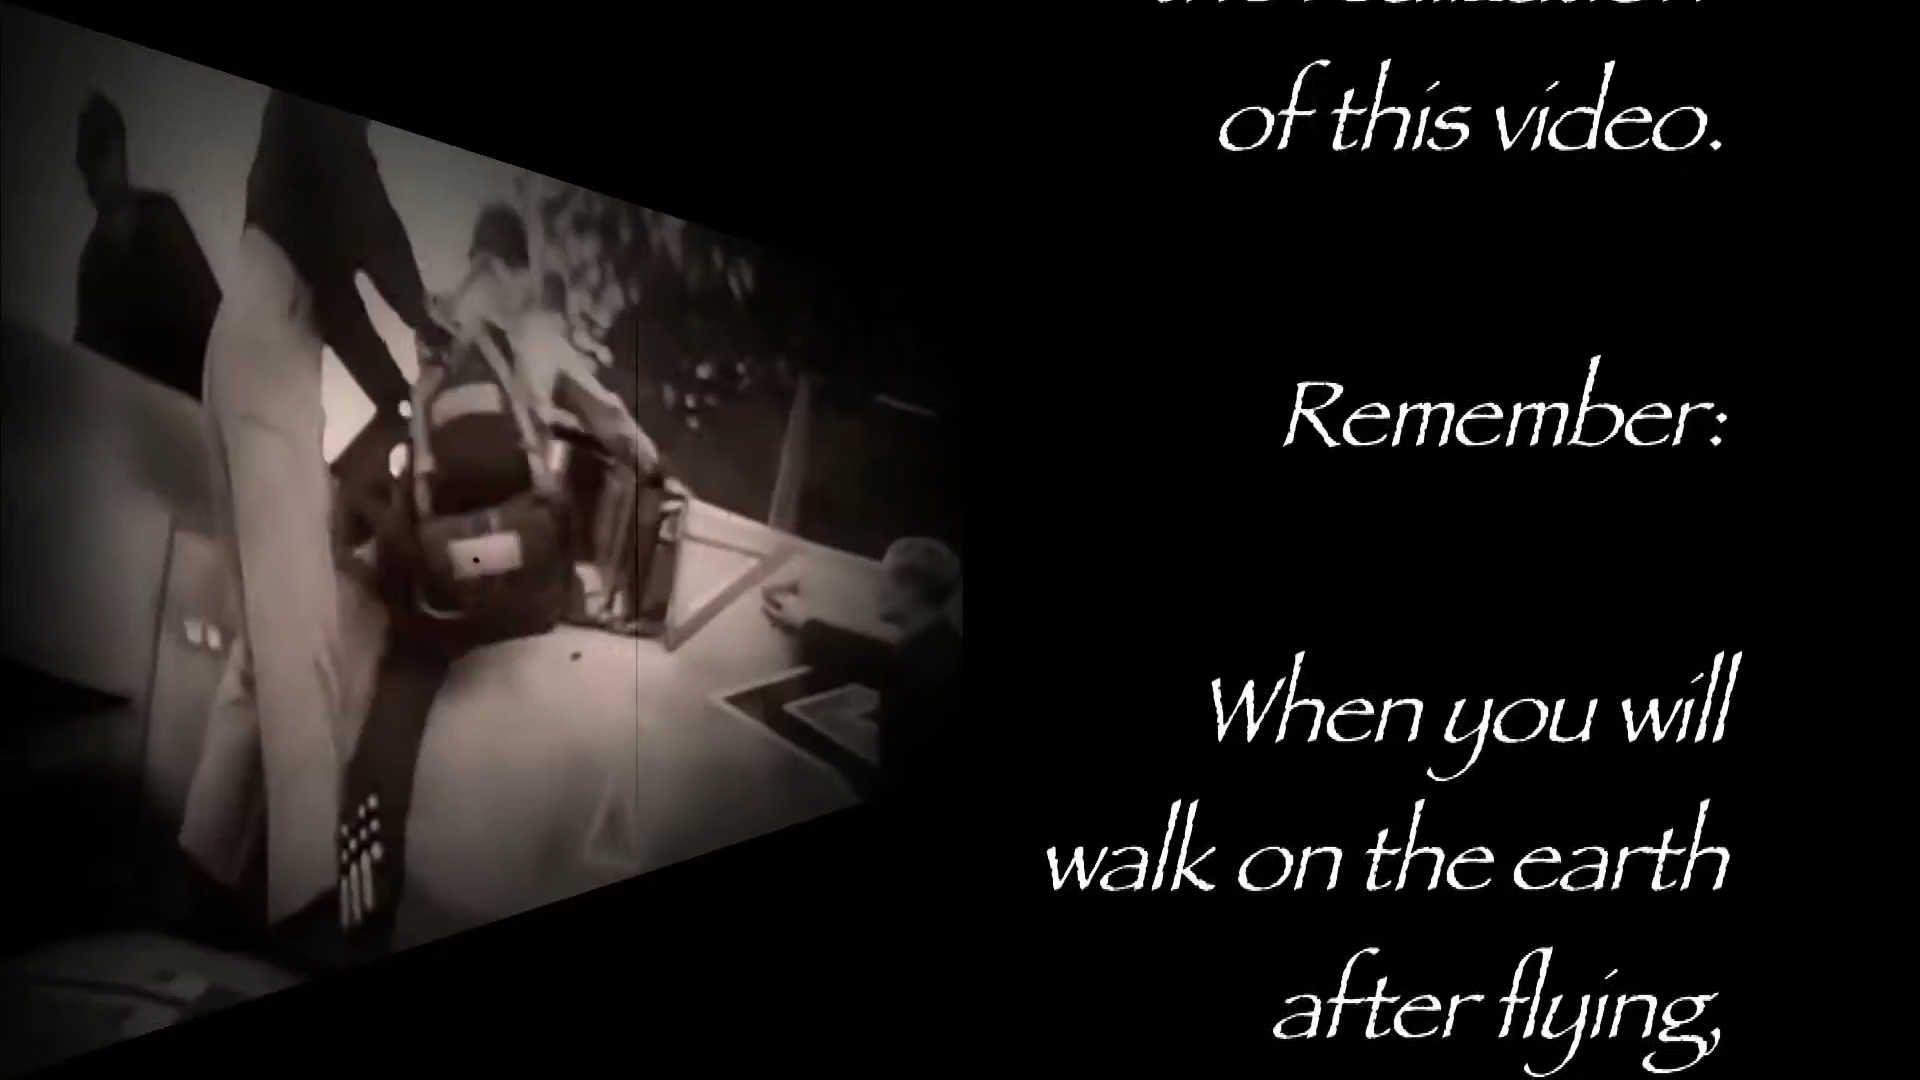 of this video.
Remember:
When you will
walk on the earth
after flying,